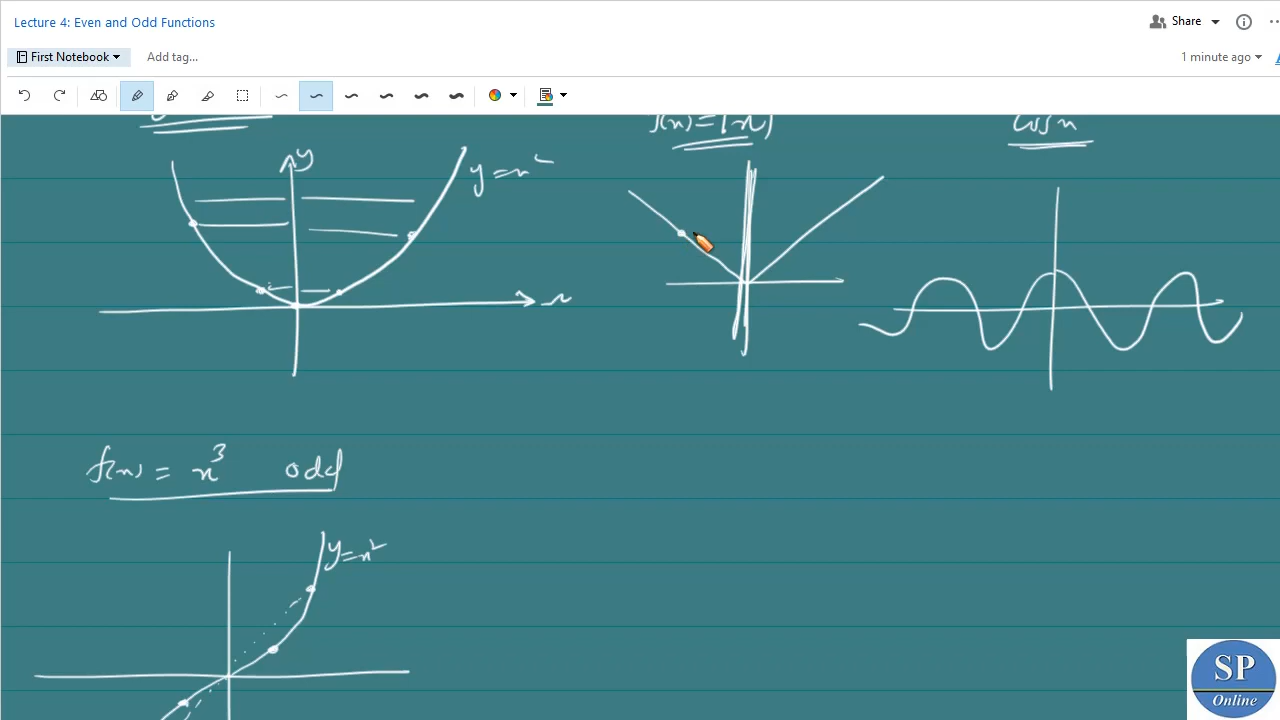 Lecture 4: Even and Odd Functions
Share
First Notebook
Add tag...
1 minute ago
f(x) = |x|
cos x
y
y = x²
x
f(x) = x³ odd
y = x²
SP
Online